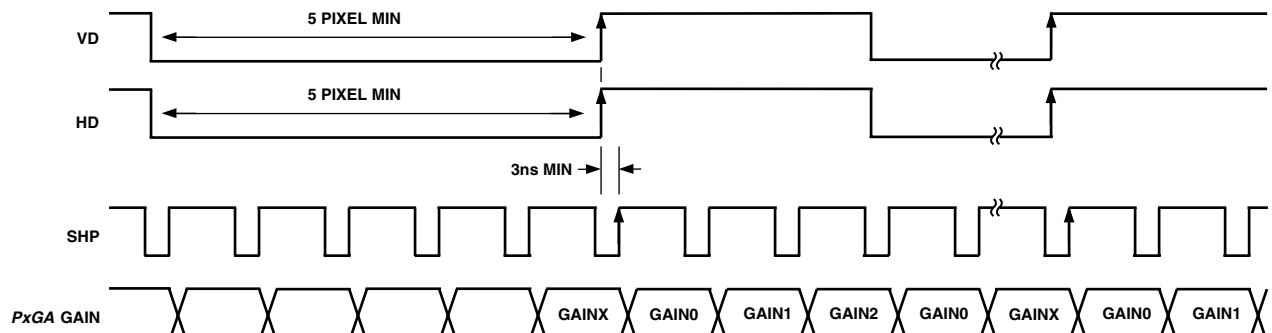 5 PIXEL MIN
VD
5 PIXEL MIN
HD
3ns MIN
SHP
PxGA GAIN GAINX GAIN0 GAIN1 GAIN2 GAIN0 GAINX GAIN0 GAIN1